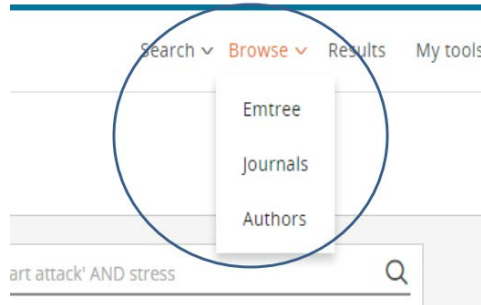 Search Browse Results My tools
Emtree
Journals
Authors
art attack' AND stress